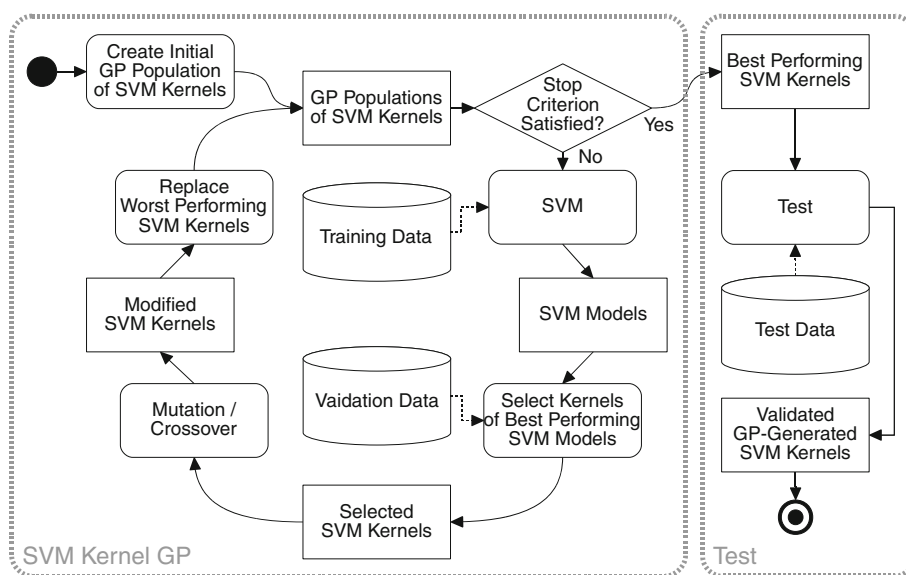 Create Initial
GP Population
of SVM Kernels
GP Populations
of SVM Kernels
Stop
Criterion
Satisfied?
Yes
No
Best Performing
SVM Kernels
Replace
Worst Performing
SVM Kernels
Training Data
SVM
Test
Modified
SVM Kernels
SVM Models
Test Data
Mutation /
Crossover
Vaidation Data
Select Kernels
of Best Performing
SVM Models
Validated
GP-Generated
SVM Kernels
Selected
SVM Kernels
SVM Kernel GP
Test